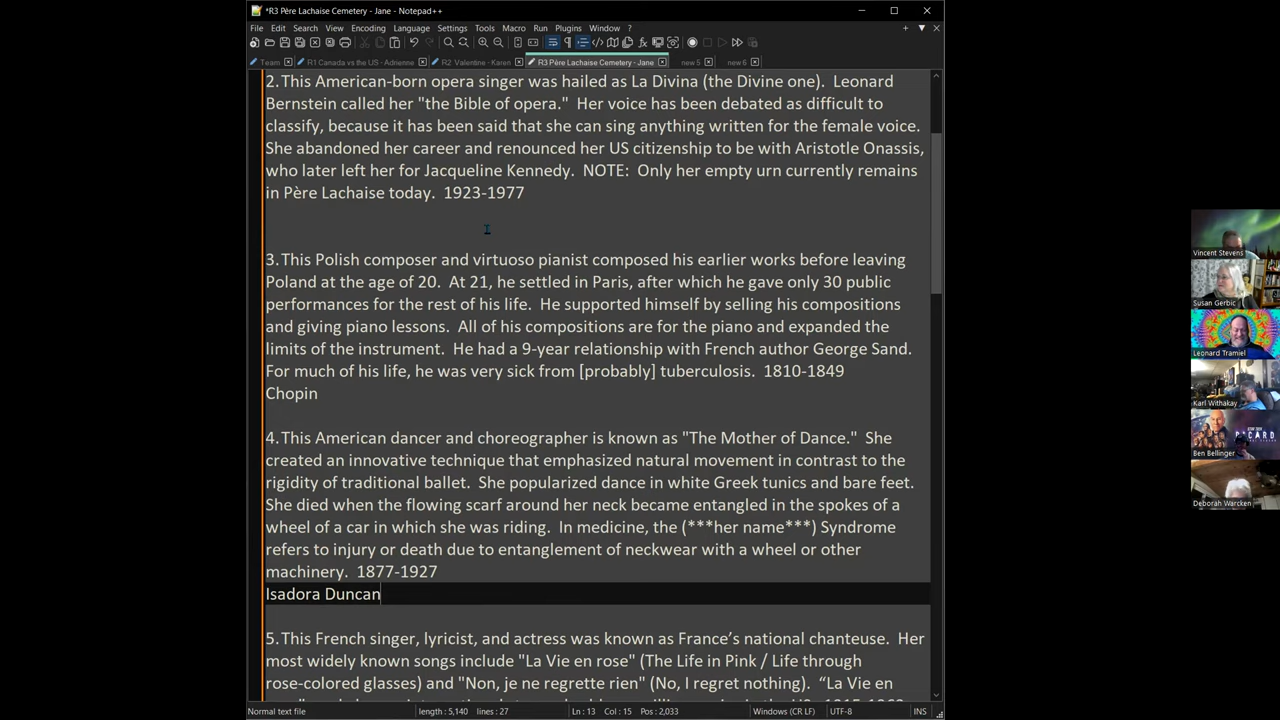 *R3 Père Lachaise Cemetery - Jane - Notepad++
File Edit Search View Encoding Language Settings Tools Macro Run Plugins Window ?
Team R1 Canada vs the US - Adrienne R2 Valentine - Karen R3 Père Lachaise Cemetery - Jane new 5 new 6
2.This American-born opera singer was hailed as La Divina (the Divine one). Leonard
Bernstein called her "the Bible of opera." Her voice has been debated as difficult to
classify, because it has been said that she can sing anything written for the female voice.
She abandoned her career and renounced her US citizenship to be with Aristotle Onassis,
who later left her for Jacqueline Kennedy. NOTE: Only her empty urn currently remains
in Père Lachaise today. 1923-1977
3.This Polish composer and virtuoso pianist composed his earlier works before leaving
Poland at the age of 20. At 21, he settled in Paris, after which he gave only 30 public
performances for the rest of his life. He supported himself by selling his compositions
and giving piano lessons. All of his compositions are for the piano and expanded the
limits of the instrument. He had a 9-year relationship with French author George Sand.
For much of his life, he was very sick from [probably] tuberculosis. 1810-1849
Chopin
4.This American dancer and choreographer is known as "The Mother of Dance." She
created an innovative technique that emphasized natural movement in contrast to the
rigidity of traditional ballet. She popularized dance in white Greek tunics and bare feet.
She died when the flowing scarf around her neck became entangled in the spokes of a
wheel of a car in which she was riding. In medicine, the (***her name***) Syndrome
refers to injury or death due to entanglement of neckwear with a wheel or other
machinery. 1877-1927
Isadora Duncan
5.This French singer, lyricist, and actress was known as France’s national chanteuse. Her
most widely known songs include "La Vie en rose" (The Life in Pink / Life through
rose-colored glasses) and "Non, je ne regrette rien" (No, I regret nothing). “La Vie en
Normal text file length : 5,140 lines : 27 Ln : 13 Col : 15 Pos : 2,033 Windows (CR LF) UTF-8 INS
Vincent Stevens
Susan Gerbic
Leonard Tramiel
Karl Withakay
PICARD
Ben Bellinger
Deborah Warcken